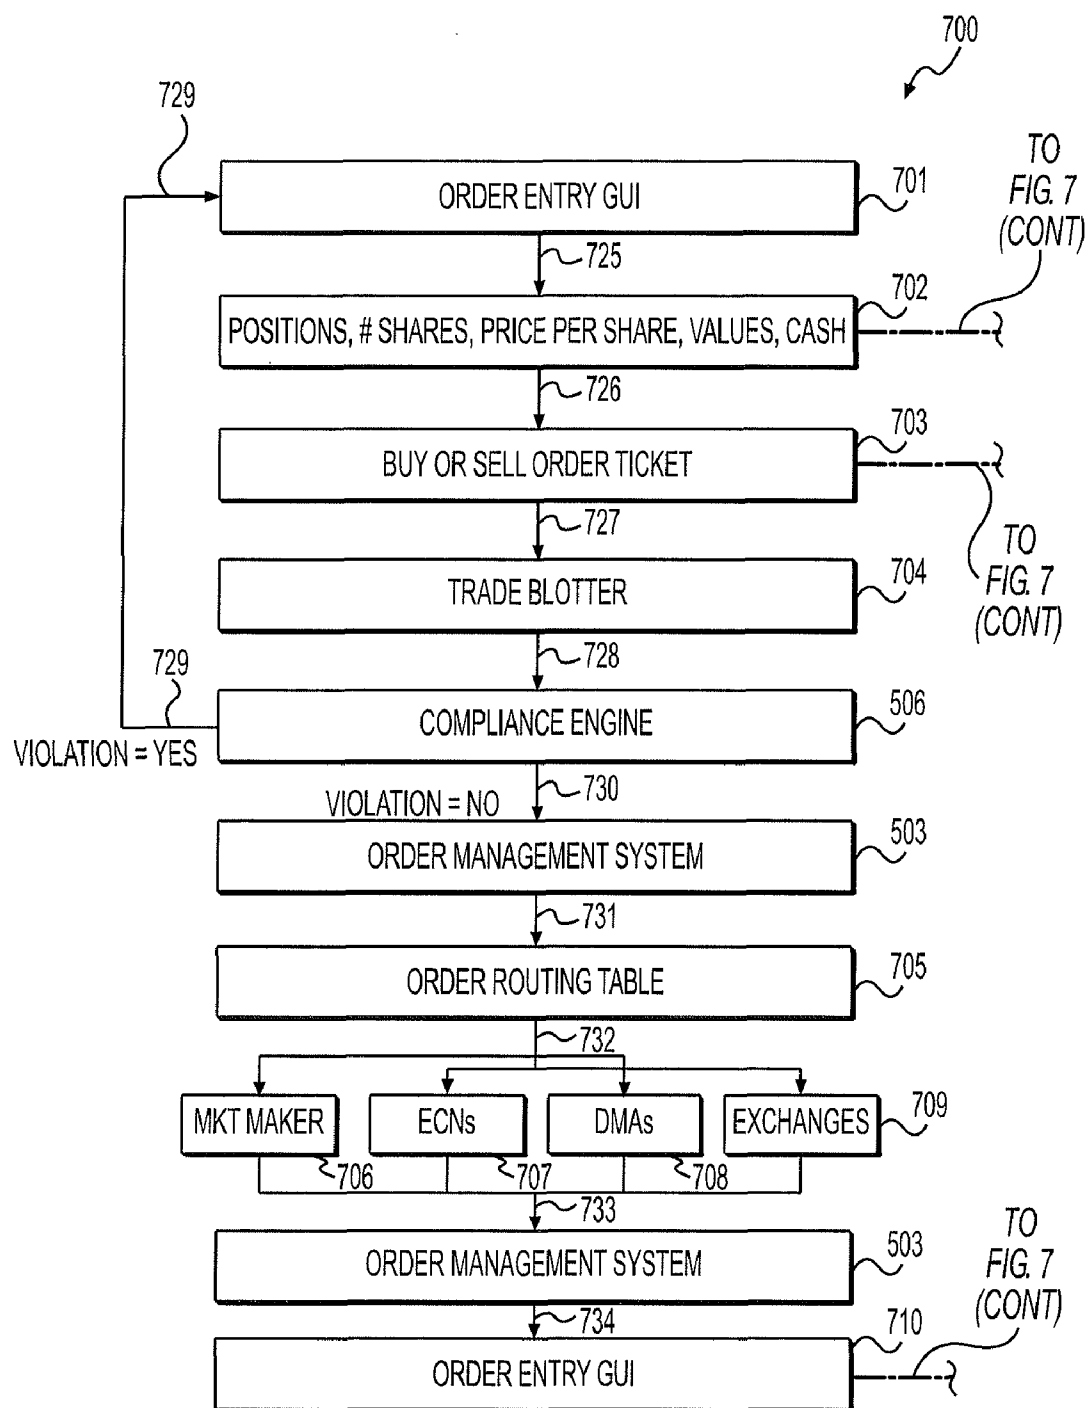 700
729
TO
FIG. 7
(CONT)
ORDER ENTRY GUI
701
725
702
POSITIONS, # SHARES, PRICE PER SHARE, VALUES, CASH
726
703
BUY OR SELL ORDER TICKET
727
TO
FIG. 7
(CONT)
704
TRADE BLOTTER
728
729
506
COMPLIANCE ENGINE
VIOLATION = YES
730
VIOLATION = NO
503
ORDER MANAGEMENT SYSTEM
731
705
ORDER ROUTING TABLE
732
MKT MAKER
ECNs
DMAs
EXCHANGES
709
706
707
708
733
TO
FIG. 7
(CONT)
503
ORDER MANAGEMENT SYSTEM
734
710
ORDER ENTRY GUI